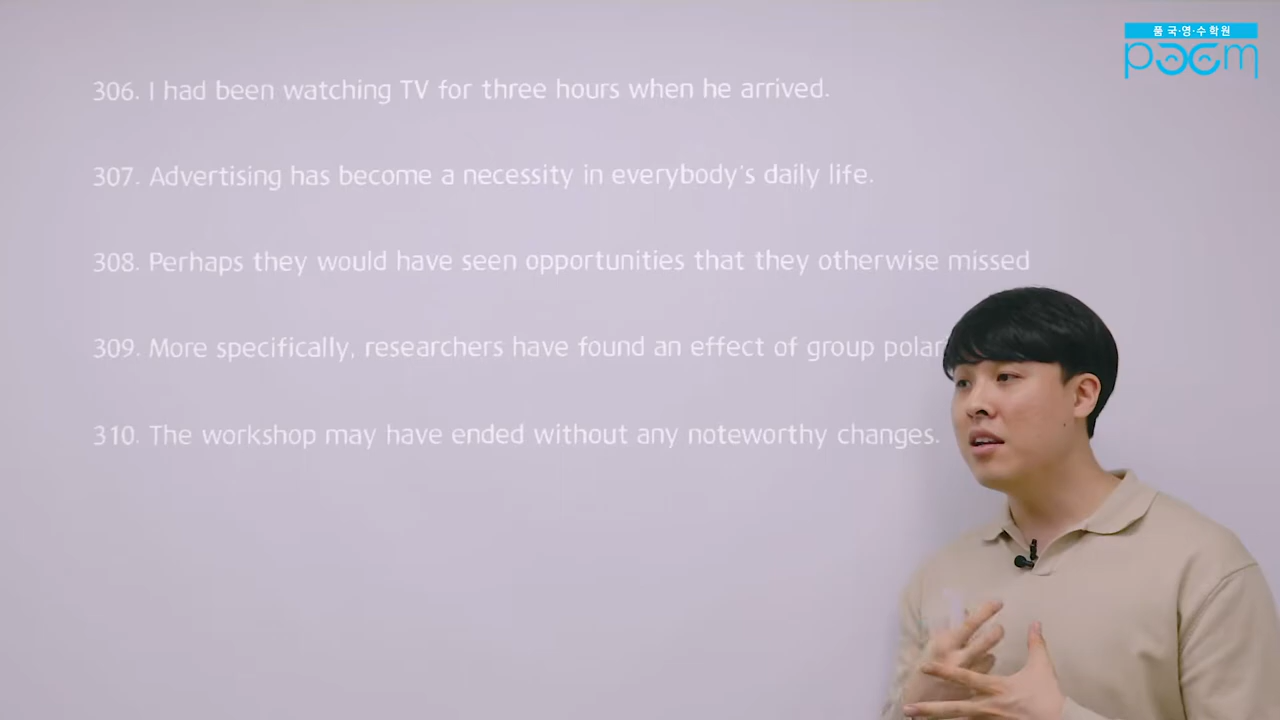 품 국·영·수 학원
poem
306. I had been watching TV for three hours when he arrived.
307. Advertising has become a necessity in everybody's daily life.
308. Perhaps they would have seen opportunities that they otherwise missed
309. More specifically, researchers have found an effect of group
310. The workshop may have ended without any noteworthy changes.